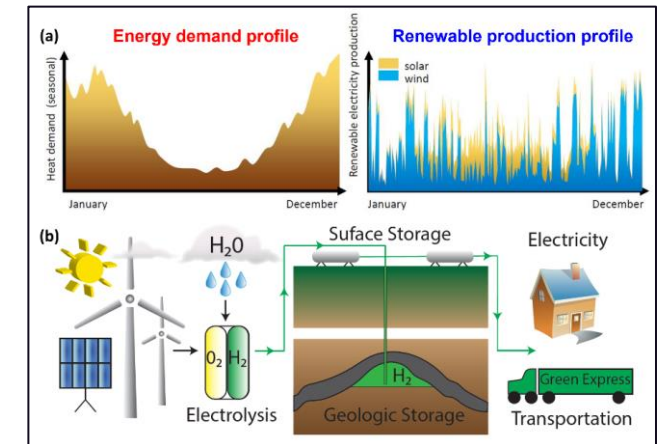 (a) Energy demand profile
Heat demand (seasonal)
January December
Renewable production profile
Renewable electricity production
solar
wind
January December
(b)
H₂0
O₂ H₂
Electrolysis
Suface Storage
H₂
Geologic Storage
Electricity
Green Express
Transportation